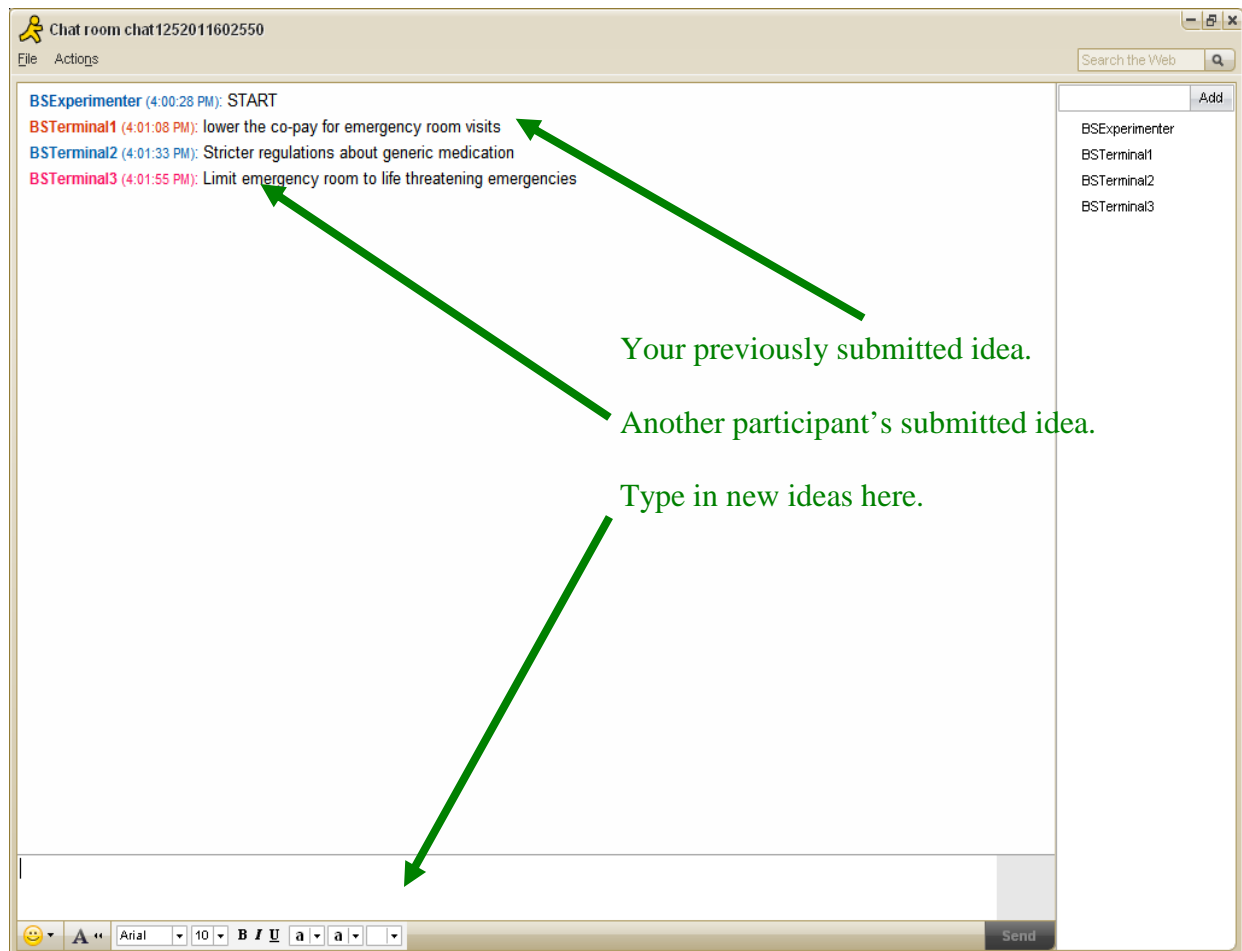 Chat room chat1252011602550
File Actions
Search the Web
BSExperimenter (4:00:28 PM): START
BSTerminal1 (4:01:08 PM): lower the co-pay for emergency room visits
BSTerminal2 (4:01:33 PM): Stricter regulations about generic medication
BSTerminal3 (4:01:55 PM): Limit emergency room to life threatening emergencies
Add
BSExperimenter
BSTerminal1
BSTerminal2
BSTerminal3
Your previously submitted idea.
Another participant’s submitted idea.
Type in new ideas here.
A “ Arial 10 B I U a a
Send